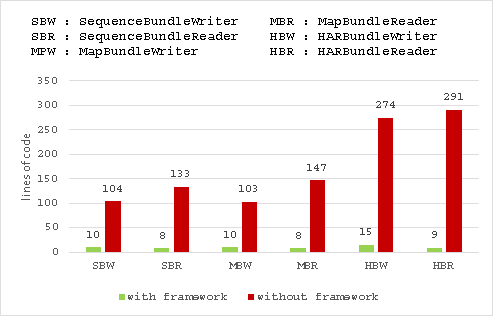 SBW : SequenceBundleWriter MBR : MapBundleReader
SBR : SequenceBundleReader HBW : HARBundleWriter
MPW : MapBundleWriter HBR : HARBundleReader
350
300
250
200
150
100
50
0
lines of code
10 104 8 133 10 103 8 147 15 274 9 291
SBW SBR MBW MBR HBW HBR
with framework without framework